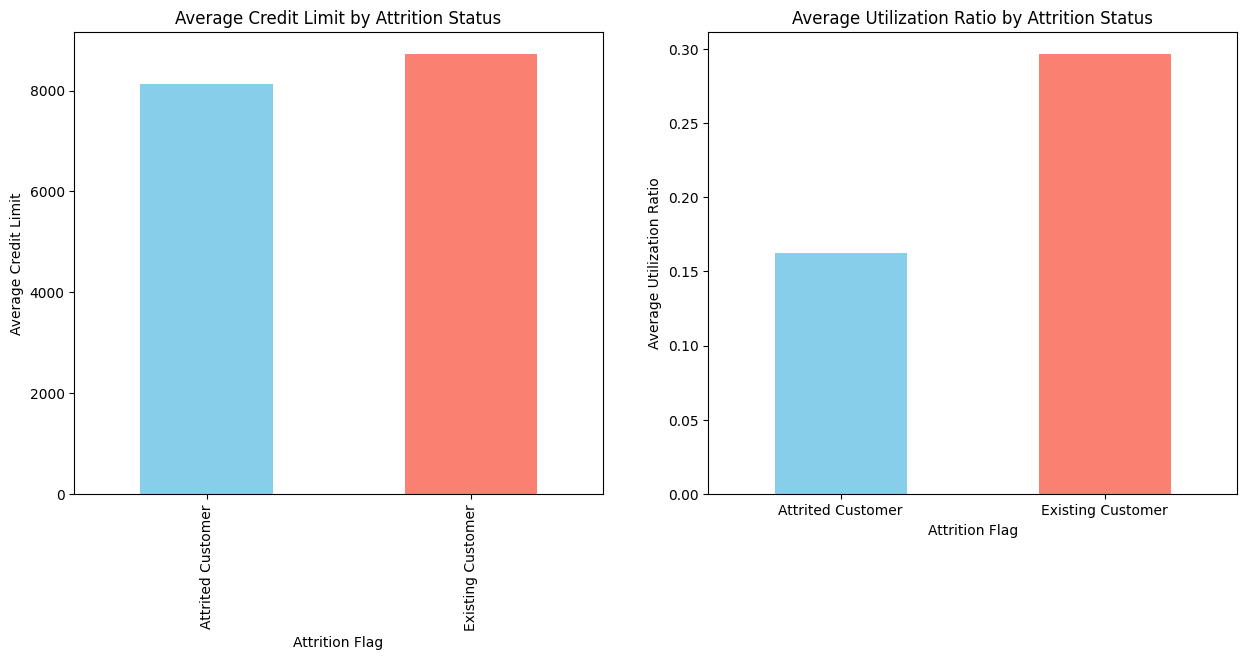 Average Credit Limit by Attrition Status
Average Credit Limit
8000
6000
4000
2000
0
Attrited Customer
Existing Customer
Attrition Flag
Average Utilization Ratio by Attrition Status
Average Utilization Ratio
0.30
0.25
0.20
0.15
0.10
0.05
0.00
Attrited Customer
Existing Customer
Attrition Flag